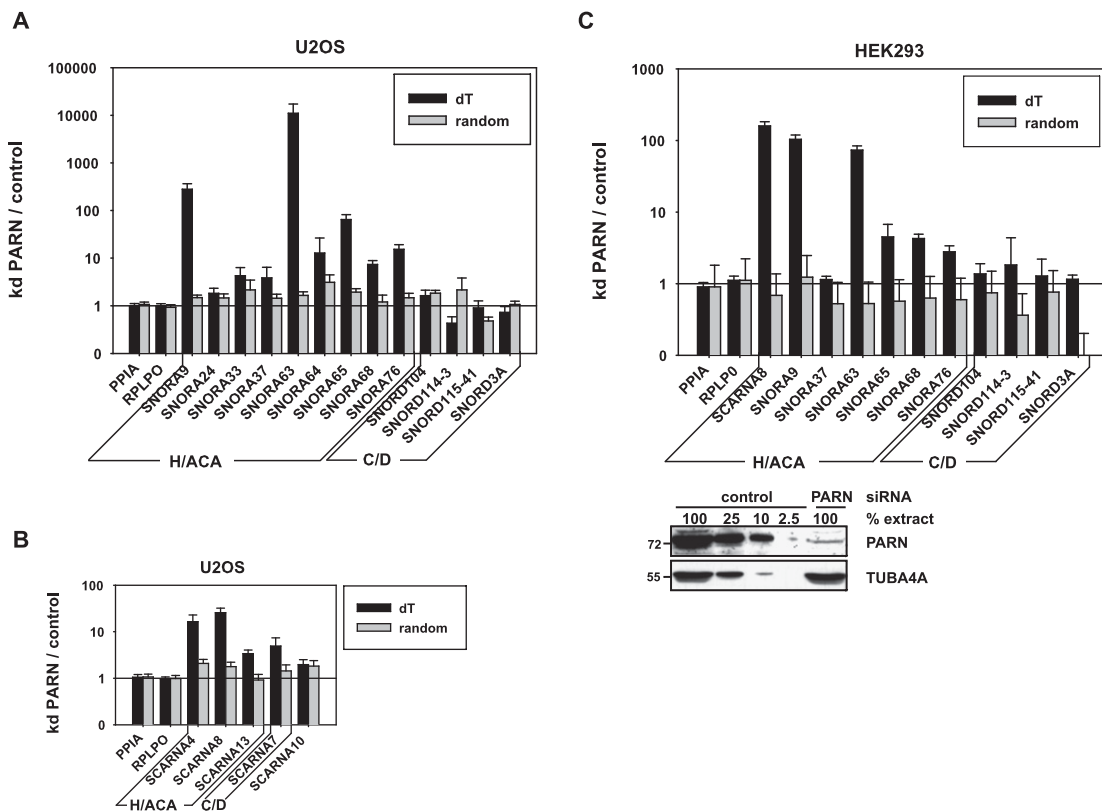 A
U2OS
kd PARN / control
100000
10000
1000
100
10
1
0
dT
random
PPIA
RPLPO
SNORA9
SNORA24
SNORA33
SNORA37
SNORA63
SNORA64
SNORA65
SNORA68
SNORA76
SNORD104
SNORD114-3
SNORD115-41
SNORD3A
H/ACA
C/D
B
U2OS
kd PARN / control
100
10
1
0
dT
random
PPIA
RPLPO
SCARNA4
SCARNA8
SCARNA13
SCARNA7
SCARNA10
H/ACA
C/D
C
HEK293
kd PARN / control
1000
100
10
1
0
dT
random
PPIA
RPLP0
SCARNA8
SNORA9
SNORA37
SNORA63
SNORA65
SNORA68
SNORA76
SNORD104
SNORD114-3
SNORD115-41
SNORD3A
H/ACA
C/D
control PARN siRNA
100 25 10 2.5 100 % extract
72 PARN
55 TUBA4A